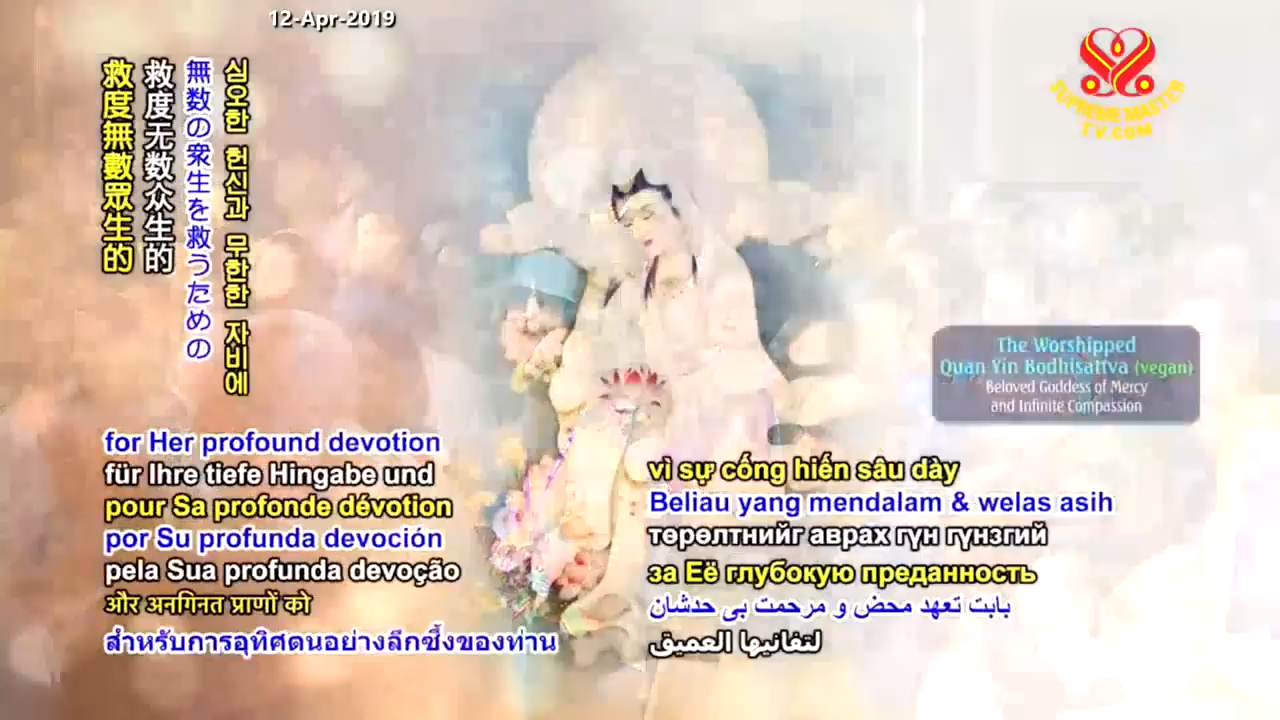 12-Apr-2019
SUPREME MASTER
TV.COM
심오한 헌신과 무한한 자비에
無数の衆生を救うための
救度无数众生的
救度無數眾生的
The Worshipped
Quan Yin Bodhisattva (vegan)
Beloved Goddess of Mercy
and Infinite Compassion
for Her profound devotion
für Ihre tiefe Hingabe und
pour Sa profonde dévotion
por Su profunda devoción
pela Sua profunda devoção
और अनगिनत प्राणों को
สำหรับการอุทิศตนอย่างลึกซึ้งของท่าน
vì sự cống hiến sâu dày
Beliau yang mendalam & welas asih
төрөлтнийг аврах гүн гүнзгий
за Её глубокую преданность
بابت تعهد محض و مرحمت بی حدشان
لتفانيها العميق